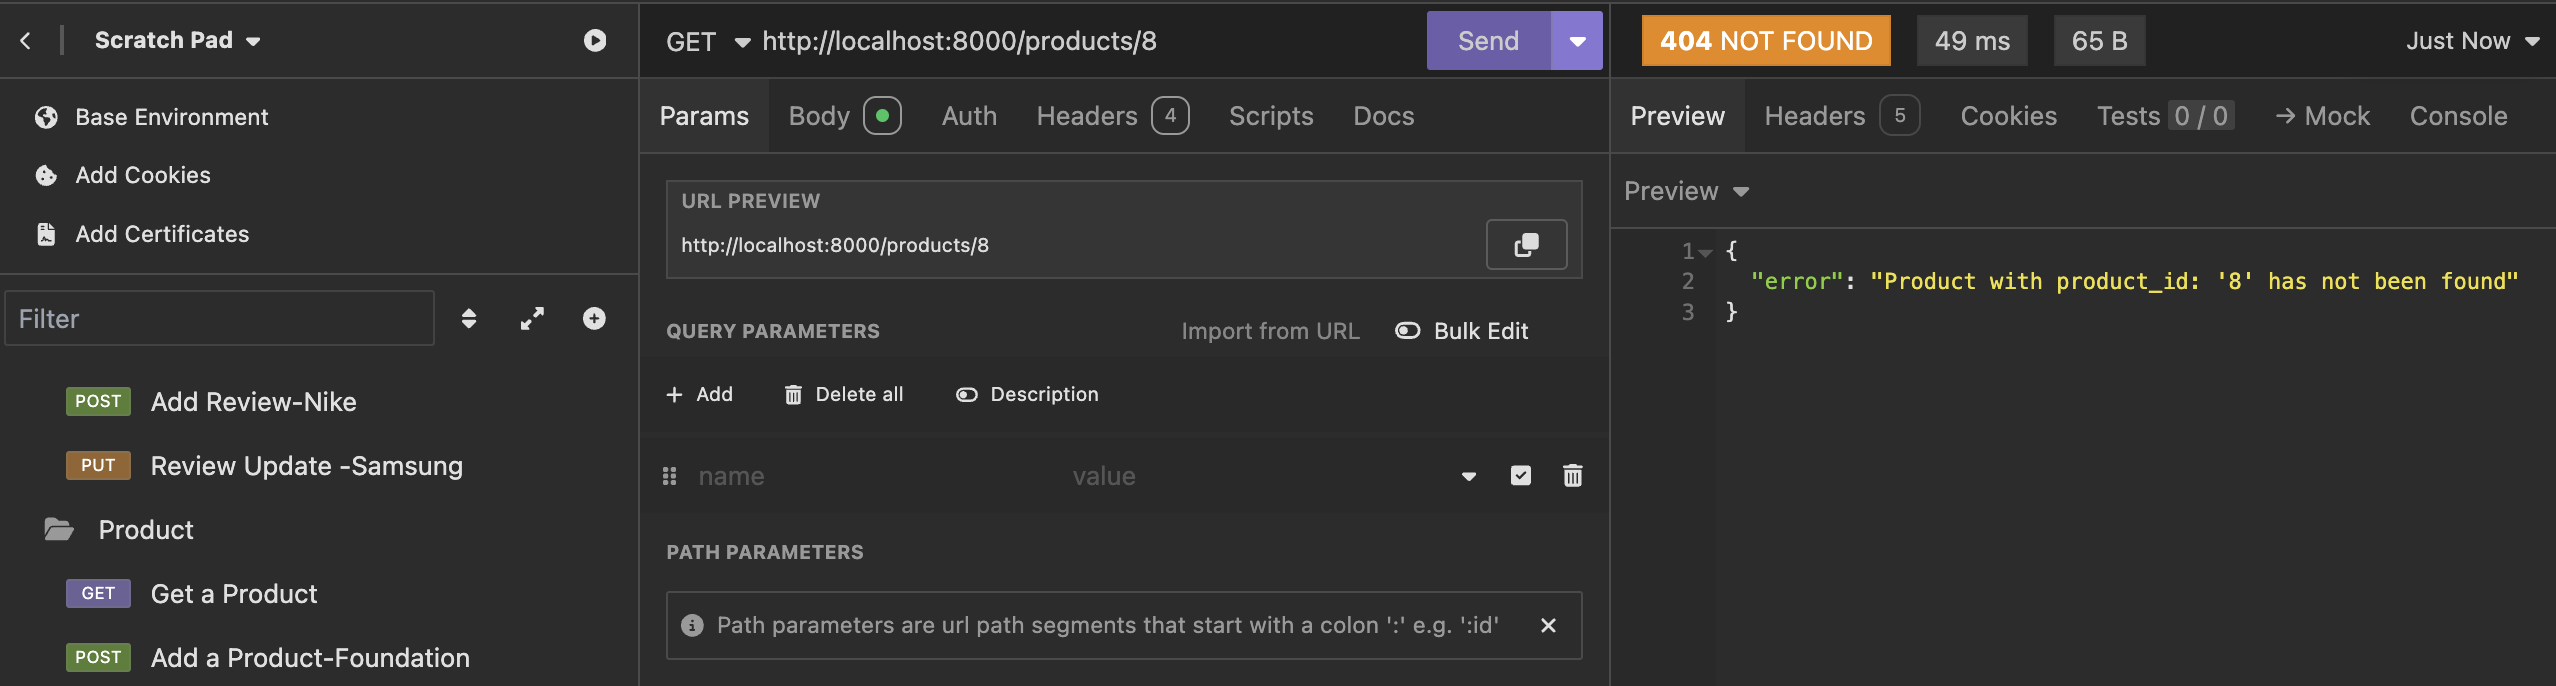 Scratch Pad
Base Environment
Add Cookies
Add Certificates
Filter
POST Add Review-Nike
PUT Review Update -Samsung
Product
GET Get a Product
POST Add a Product-Foundation
GET http://localhost:8000/products/8 Send
Params Body Auth Headers 4 Scripts Docs
URL PREVIEW
http://localhost:8000/products/8
QUERY PARAMETERS Import from URL Bulk Edit
+ Add Delete all Description
name value
PATH PARAMETERS
Path parameters are url path segments that start with a colon ':' e.g. ':id'
404 NOT FOUND 49 ms 65 B Just Now
Preview Headers 5 Cookies Tests 0 / 0 → Mock Console
Preview
1 {
2 "error": "Product with product_id: '8' has not been found"
3 }